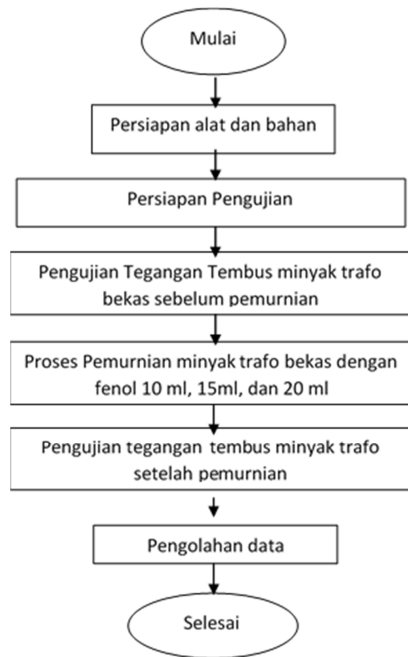 Mulai
Persiapan alat dan bahan
Persiapan Pengujian
Pengujian Tegangan Tembus minyak trafo
bekas sebelum pemurnian
Proses Pemurnian minyak trafo bekas dengan
fenol 10 ml, 15ml, dan 20 ml
Pengujian tegangan tembus minyak trafo
setelah pemurnian
Pengolahan data
Selesai